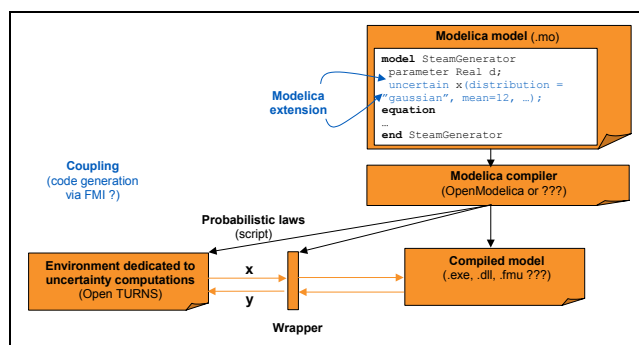 Modelica model (.mo)
model SteamGenerator
parameter Real d;
uncertain x(distribution =
"gaussian", mean=12, …);
equation
…
end SteamGenerator
Modelica
extension
Coupling
(code generation
via FMI ?)
Modelica compiler
(OpenModelica or ???)
Probabilistic laws
(script)
Environment dedicated to
uncertainty computations
(Open TURNS)
x
y
Wrapper
Compiled model
(.exe, .dll, .fmu ???)